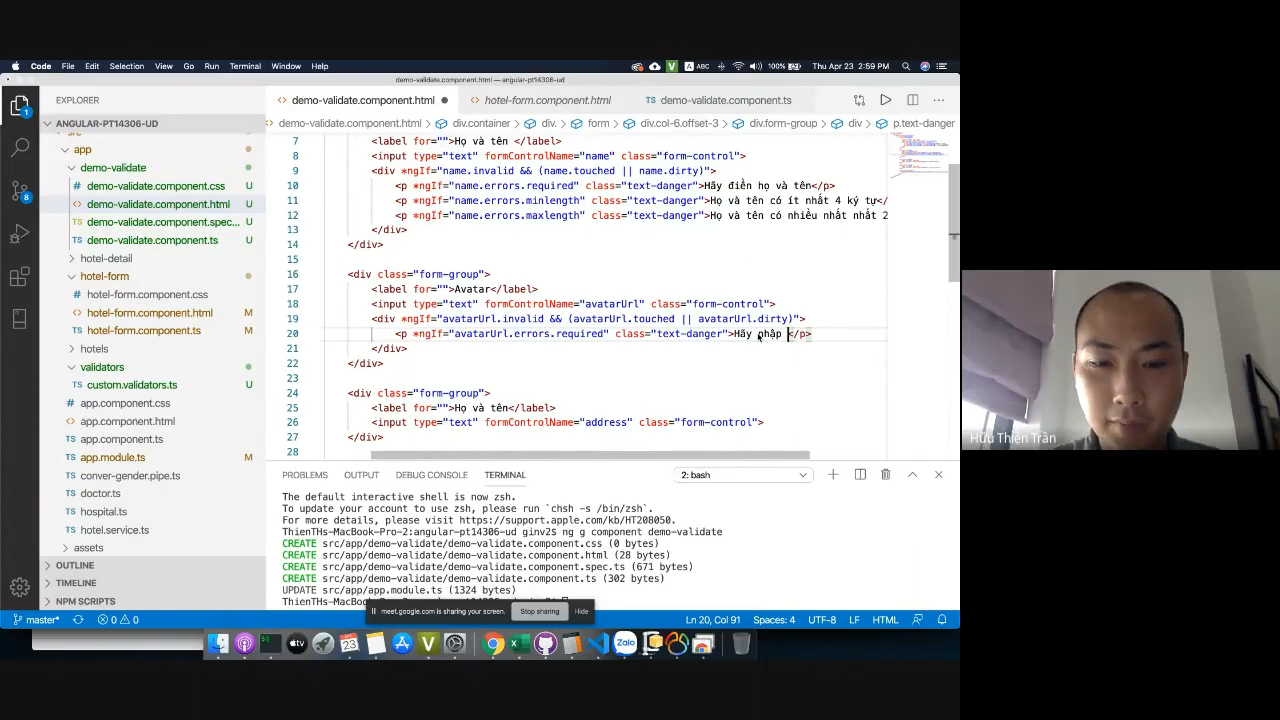 Code File Edit Selection View Go Run Terminal Window Help
ABC 100% Thu Apr 23 2:59 PM
demo-validate.component.html — angular-pt14306-ud
EXPLORER
demo-validate.component.html
hotel-form.component.html
demo-validate.component.ts
ANGULAR-PT14306-UD
demo-validate.component.html > div.container > div. > form > div.col-6.offset-3 > div.form-group > div > p.text-danger
src
app
demo-validate
demo-validate.component.css U
demo-validate.component.html U
demo-validate.component.spec... U
demo-validate.component.ts U
hotel-detail
hotel-form
hotel-form.component.css
hotel-form.component.html M
hotel-form.component.ts M
hotels
validators
custom.validators.ts U
app.component.css
app.component.html
app.component.ts
app.module.ts M
conver-gender.pipe.ts
doctor.ts
hospital.ts
hotel.service.ts
assets
OUTLINE
TIMELINE
NPM SCRIPTS
7 <label for="">Họ và tên </label>
8 <input type="text" formControlName="name" class="form-control">
9 <div *ngIf="name.invalid && (name.touched || name.dirty)">
10 <p *ngIf="name.errors.required" class="text-danger">Hãy điền họ và tên</p>
11 <p *ngIf="name.errors.minlength" class="text-danger">Họ và tên có ít nhất 4 ký tự</
12 <p *ngIf="name.errors.maxlength" class="text-danger">Họ và tên có nhiều nhất nhất 2
13 </div>
14 </div>
15
16 <div class="form-group">
17 <label for="">Avatar</label>
18 <input type="text" formControlName="avatarUrl" class="form-control">
19 <div *ngIf="avatarUrl.invalid && (avatarUrl.touched || avatarUrl.dirty)">
20 <p *ngIf="avatarUrl.errors.required" class="text-danger">Hãy nhập </p>
21 </div>
22 </div>
23
24 <div class="form-group">
25 <label for="">Họ và tên</label>
26 <input type="text" formControlName="address" class="form-control">
27 </div>
28
PROBLEMS OUTPUT DEBUG CONSOLE TERMINAL 2: bash
The default interactive shell is now zsh.
To update your account to use zsh, please run `chsh -s /bin/zsh`.
For more details, please visit https://support.apple.com/kb/HT208050.
ThienTHs-MacBook-Pro-2:angular-pt14306-ud ginv2$ ng g component demo-validate
CREATE src/app/demo-validate/demo-validate.component.css (0 bytes)
CREATE src/app/demo-validate/demo-validate.component.html (28 bytes)
CREATE src/app/demo-validate/demo-validate.component.spec.ts (671 bytes)
CREATE src/app/demo-validate/demo-validate.component.ts (302 bytes)
UPDATE src/app/app.module.ts (1324 bytes)
meet.google.com is sharing your screen. Stop sharing Hide
master* 0 0 Ln 20, Col 91 Spaces: 4 UTF-8 LF HTML
Hữu Thiện Trần